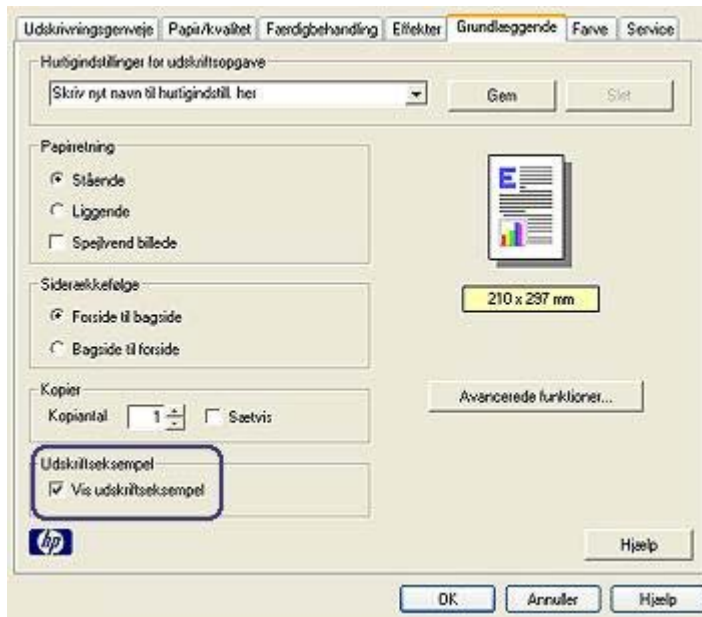 Udskrivningsgenveje Papir/kvalitet Færdigbehandling Effekter Grundlæggende Farve Service
Hurtigindstillinger for udskriftsopgave
Skriv nyt navn til hurtigindstill. her Gem Slet
Papirretning
Stående
Liggende
Spejlvend billede
E
210 x 297 mm
Siderækkefølge
Forside til bagside
Bagside til forside
Kopier
Kopiantal 1 Sætvis
Avancerede funktioner...
Udskriftseksempel
Vis udskriftseksempel
hp
Hjælp
OK Annuller Hjælp